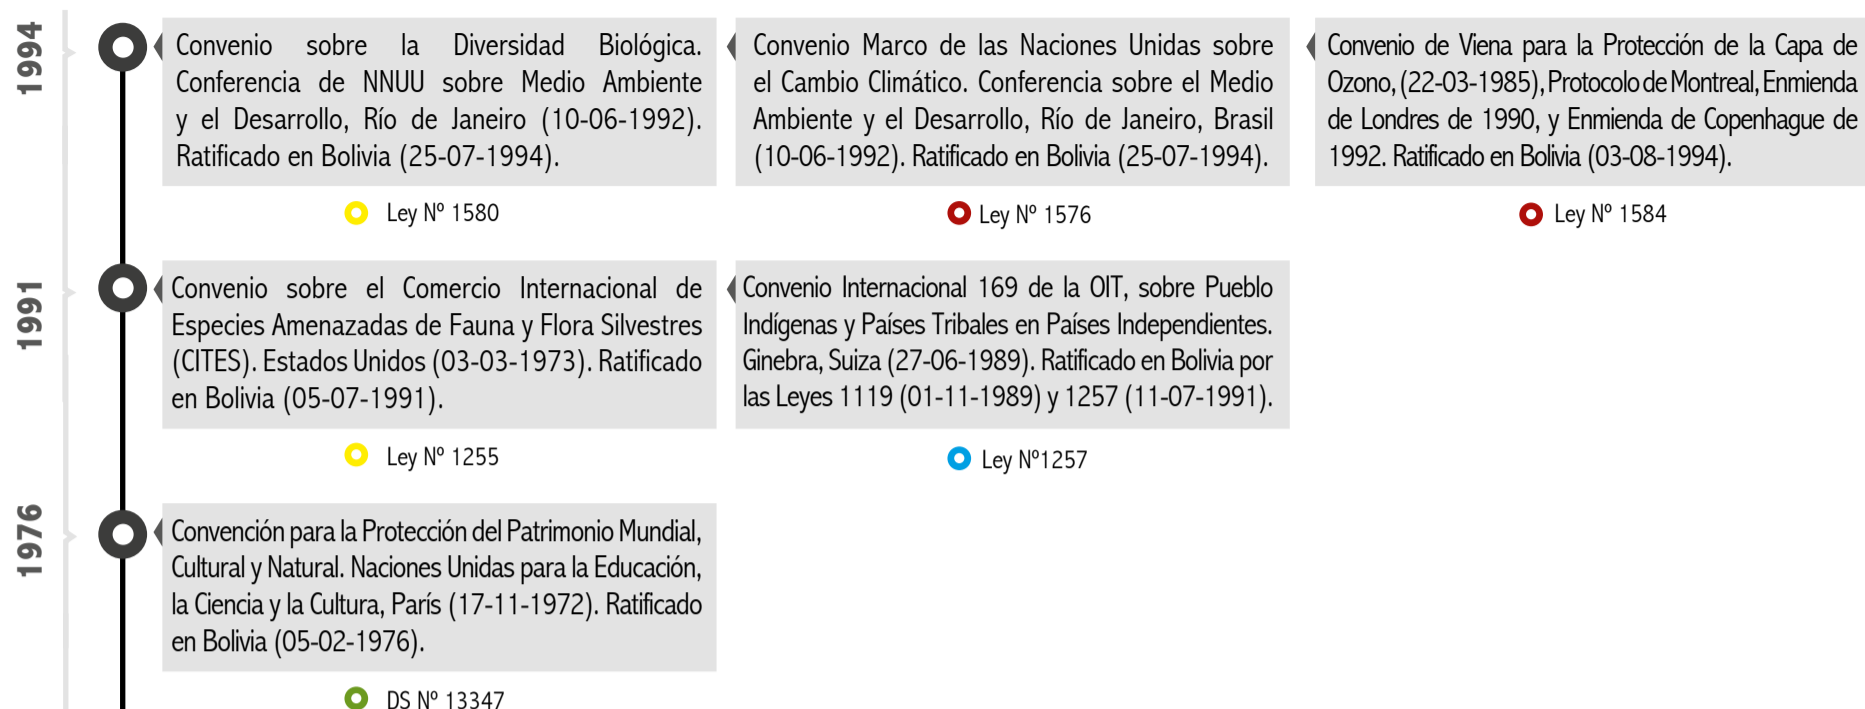 1994
Convenio sobre la Diversidad Biológica.
Conferencia de NNUU sobre Medio Ambiente
y el Desarrollo, Río de Janeiro (10-06-1992).
Ratificado en Bolivia (25-07-1994).
Ley Nº 1580
Convenio Marco de las Naciones Unidas sobre
el Cambio Climático. Conferencia sobre el Medio
Ambiente y el Desarrollo, Río de Janeiro, Brasil
(10-06-1992). Ratificado en Bolivia (25-07-1994).
Ley Nº 1576
Convenio de Viena para la Protección de la Capa de
Ozono, (22-03-1985), Protocolo de Montreal, Enmienda
de Londres de 1990, y Enmienda de Copenhague de
1992. Ratificado en Bolivia (03-08-1994).
Ley Nº 1584
1991
Convenio sobre el Comercio Internacional de
Especies Amenazadas de Fauna y Flora Silvestres
(CITES). Estados Unidos (03-03-1973). Ratificado
en Bolivia (05-07-1991).
Ley Nº 1255
Convenio Internacional 169 de la OIT, sobre Pueblo
Indígenas y Países Tribales en Países Independientes.
Ginebra, Suiza (27-06-1989). Ratificado en Bolivia por
las Leyes 1119 (01-11-1989) y 1257 (11-07-1991).
Ley Nº1257
1976
Convención para la Protección del Patrimonio Mundial,
Cultural y Natural. Naciones Unidas para la Educación,
la Ciencia y la Cultura, París (17-11-1972). Ratificado
en Bolivia (05-02-1976).
DS Nº 13347